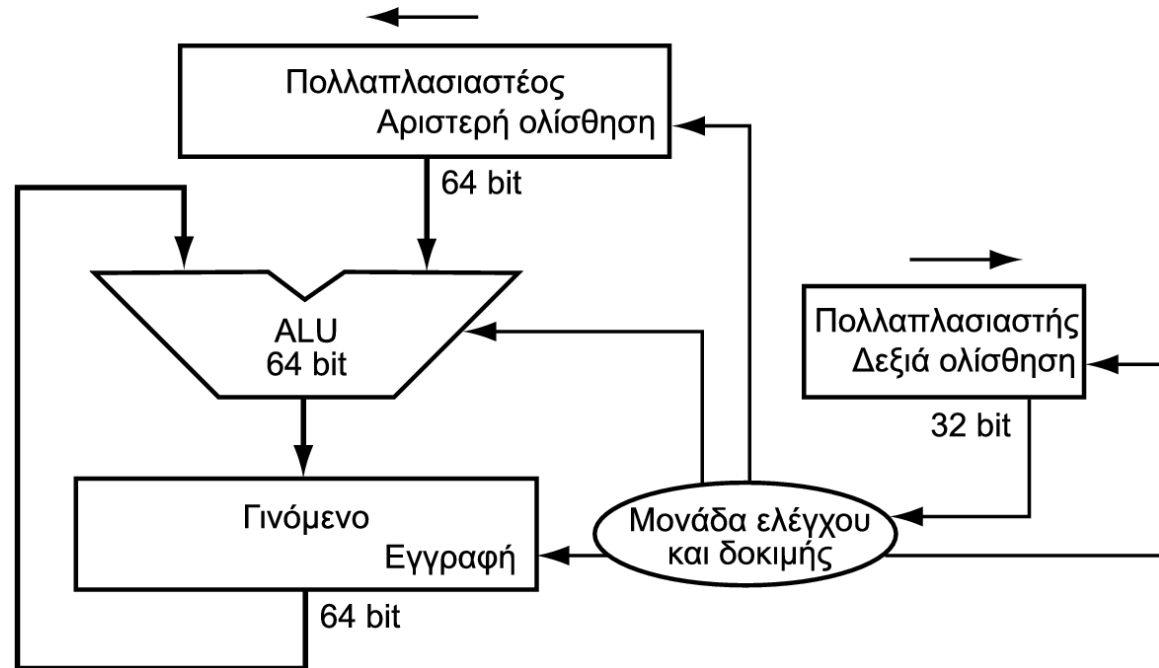 Πολλαπλασιαστέος
Αριστερή ολίσθηση
64 bit
ALU
64 bit
Πολλαπλασιαστής
Δεξιά ολίσθηση
32 bit
Γινόμενο
Εγγραφή
64 bit
Μονάδα ελέγχου
και δοκιμής